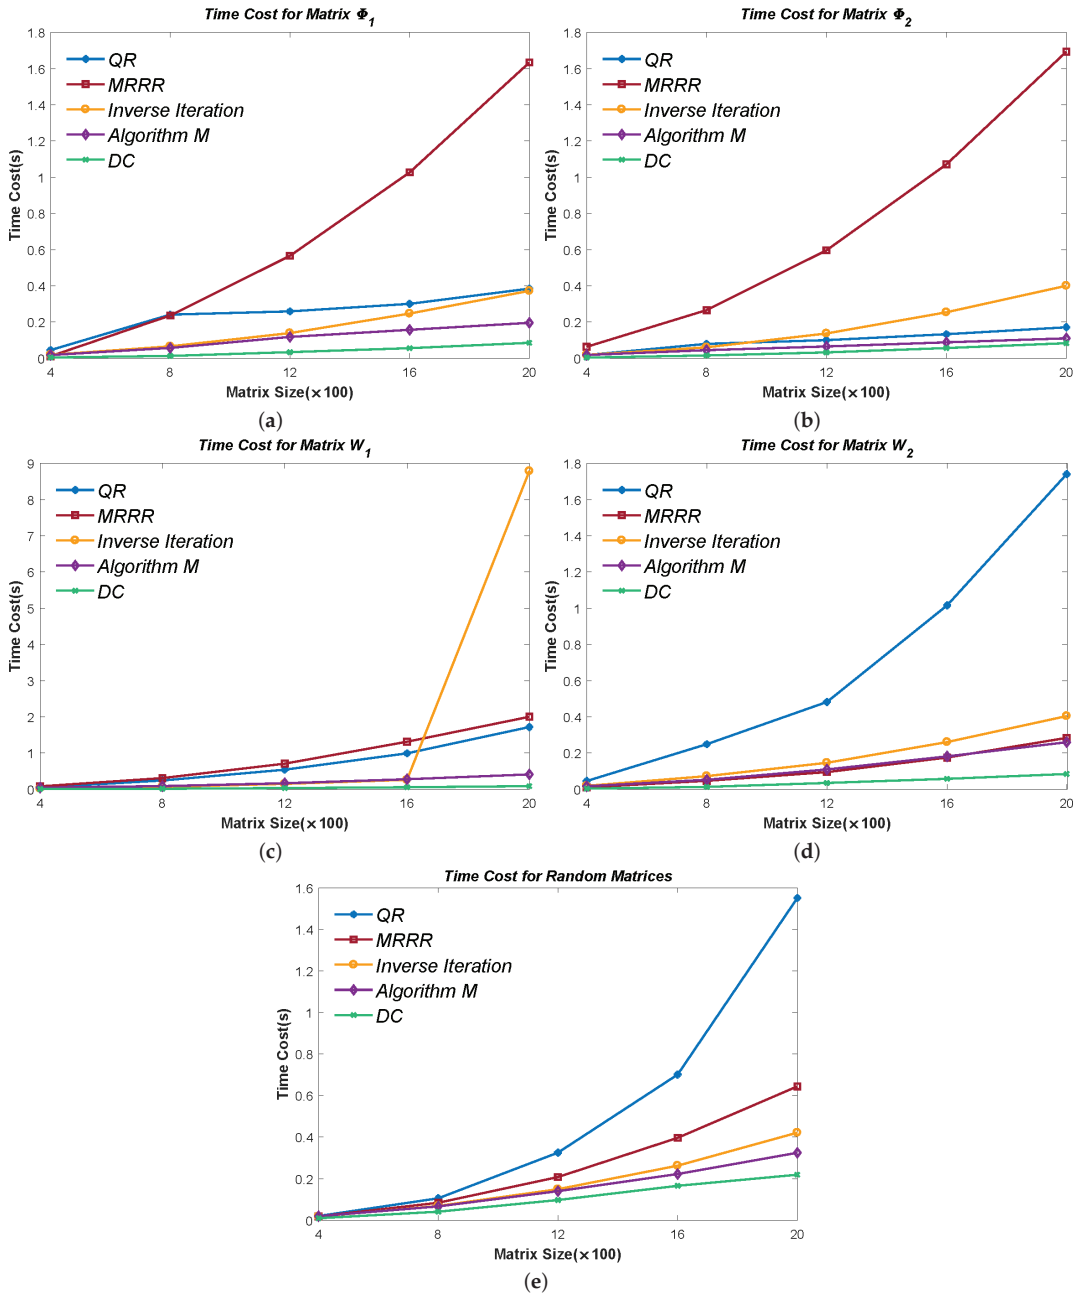 Time Cost for Matrix Φ1
1.8
1.6
1.4
1.2
1
0.8
0.6
0.4
0.2
0
Time Cost(s)
QR
MRRR
Inverse Iteration
Algorithm M
DC
4 8 12 16 20
Matrix Size(×100)
(a)
Time Cost for Matrix Φ2
1.8
1.6
1.4
1.2
1
0.8
0.6
0.4
0.2
0
Time Cost(s)
QR
MRRR
Inverse Iteration
Algorithm M
DC
4 8 12 16 20
Matrix Size(×100)
(b)
Time Cost for Matrix W1
9
8
7
6
5
4
3
2
1
0
Time Cost(s)
QR
MRRR
Inverse Iteration
Algorithm M
DC
4 8 12 16 20
Matrix Size(×100)
(c)
Time Cost for Matrix W2
1.8
1.6
1.4
1.2
1
0.8
0.6
0.4
0.2
0
Time Cost(s)
QR
MRRR
Inverse Iteration
Algorithm M
DC
4 8 12 16 20
Matrix Size(×100)
(d)
Time Cost for Random Matrices
1.6
1.4
1.2
1
0.8
0.6
0.4
0.2
0
Time Cost(s)
QR
MRRR
Inverse Iteration
Algorithm M
DC
4 8 12 16 20
Matrix Size(×100)
(e)